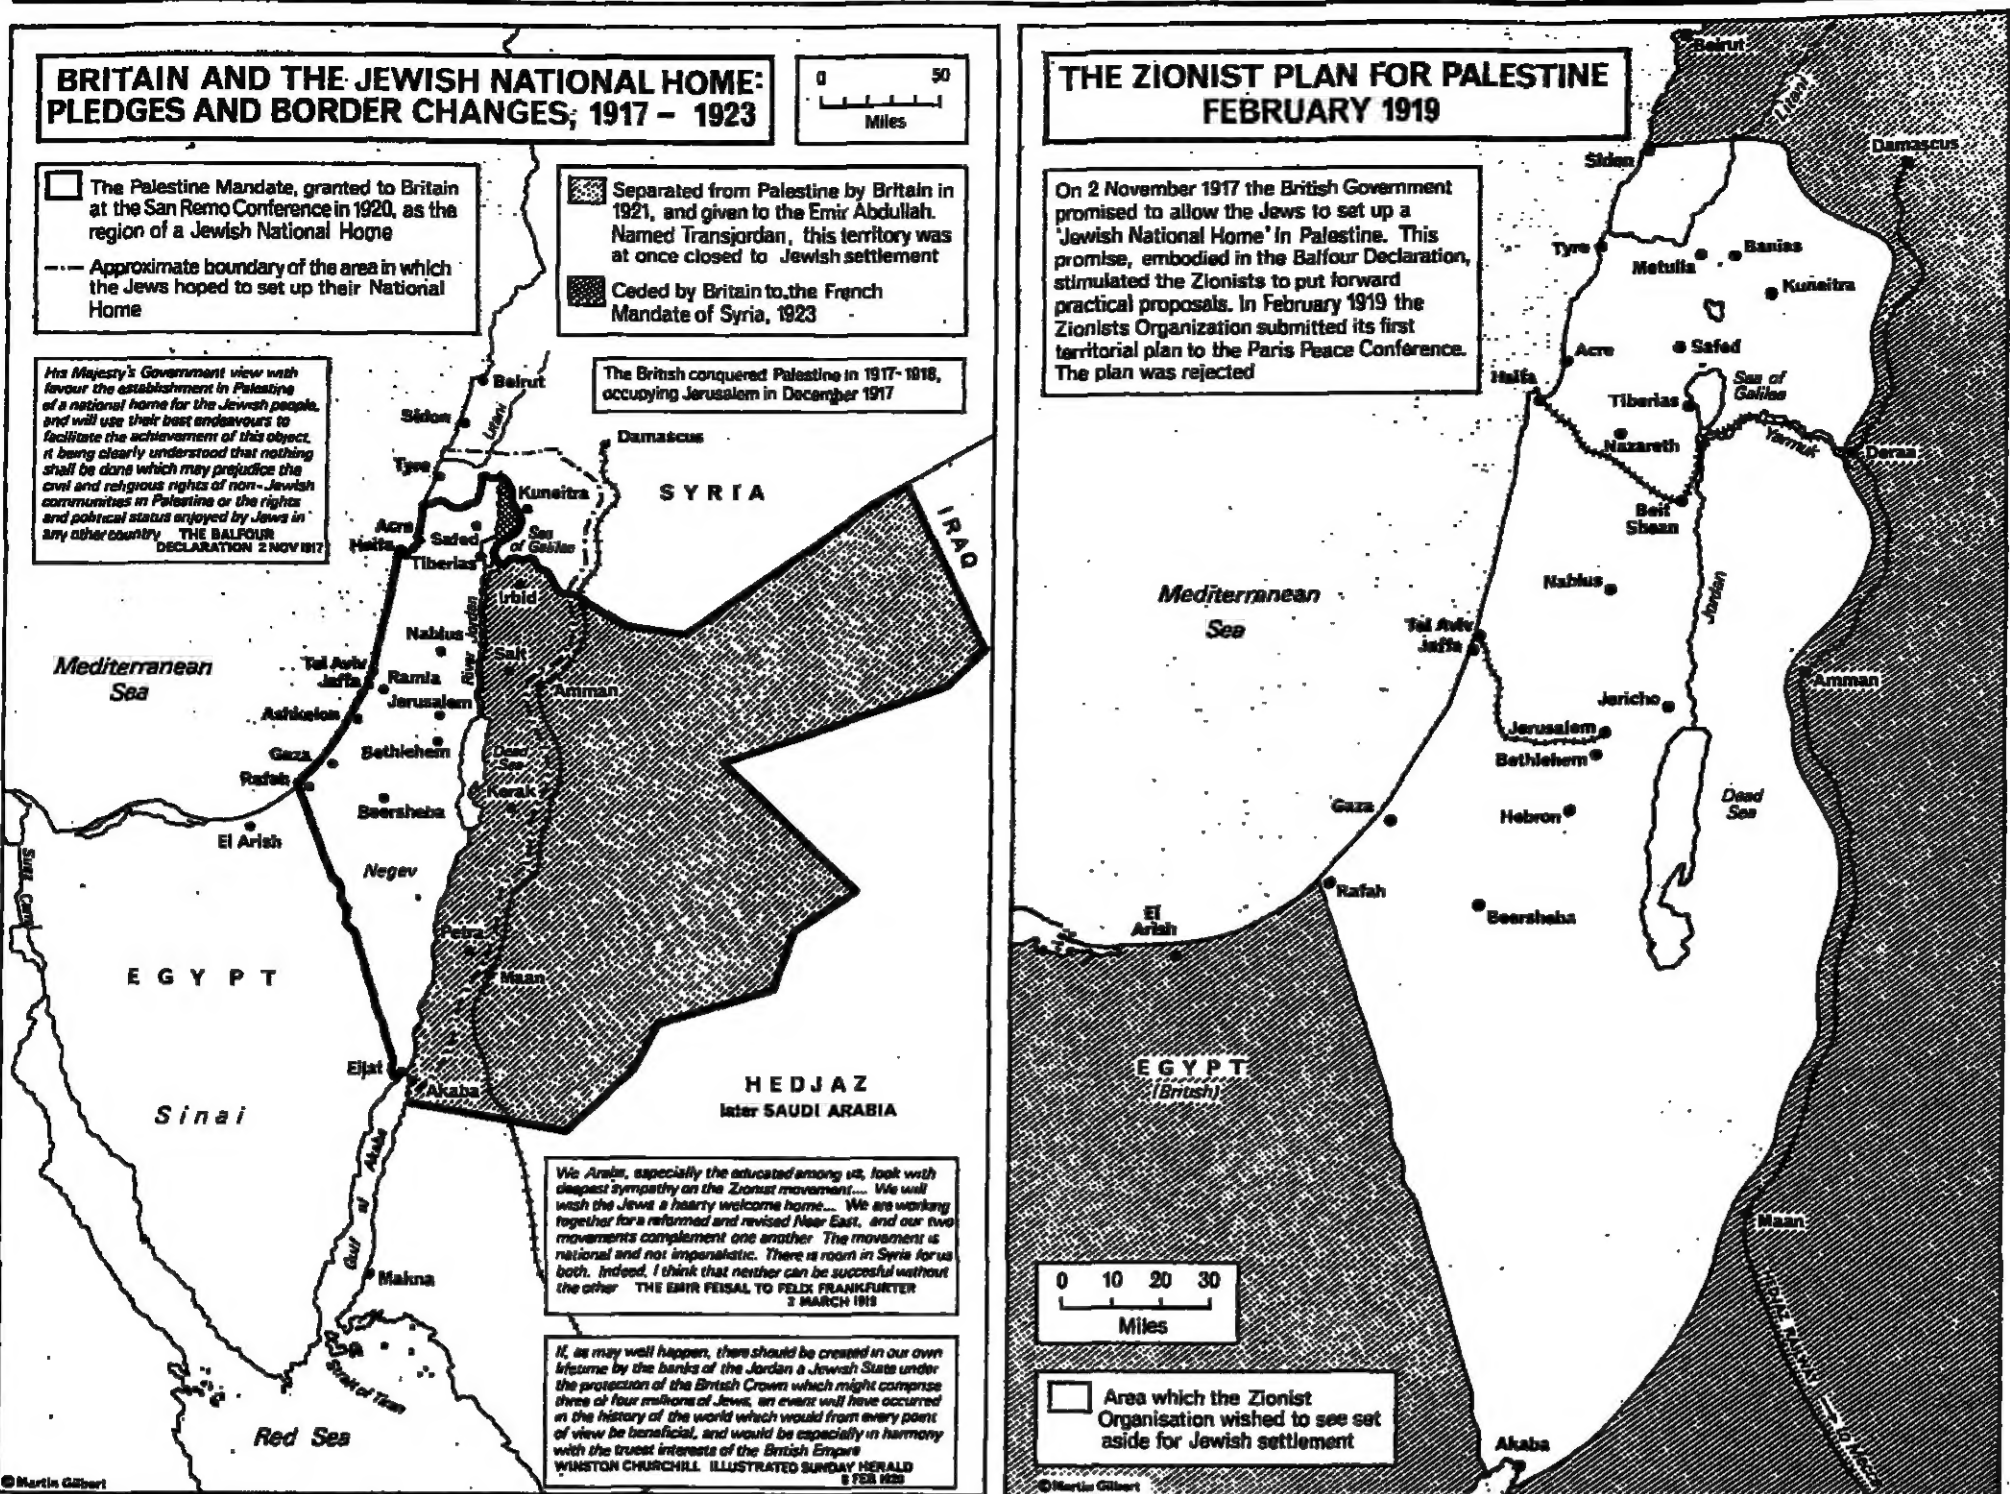 BRITAIN AND THE JEWISH NATIONAL HOME:
PLEDGES AND BORDER CHANGES, 1917 – 1923
0 50
Miles
The Palestine Mandate, granted to Britain
at the San Remo Conference in 1920, as the
region of a Jewish National Home
Approximate boundary of the area in which
the Jews hoped to set up their National
Home
Separated from Palestine by Britain in
1921, and given to the Emir Abdullah.
Named Transjordan, this territory was
at once closed to Jewish settlement
Ceded by Britain to the French
Mandate of Syria, 1923
His Majesty's Government view with
favour the establishment in Palestine
of a national home for the Jewish people,
and will use their best endeavours to
facilitate the achievement of this object,
it being clearly understood that nothing
shall be done which may prejudice the
civil and religious rights of non-Jewish
communities in Palestine or the rights
and political status enjoyed by Jews in
any other country THE BALFOUR
DECLARATION 2 NOV 1917
The British conquered Palestine in 1917-1918,
occupying Jerusalem in December 1917
Beirut
Sidon
Litani
Damascus
Tyre
SYRIA
Kuneitra
IRAQ
Acre
Haifa
Safed
Sea
of Galilee
Tiberias
Irbid
Nablus
River Jordan
Salt
Mediterranean
Sea
Tel Aviv
Jaffa
Ramla
Amman
Jerusalem
Ashkelon
Gaza
Bethlehem
Dead
Sea
Rafah
Kerak
Beersheba
El Arish
Suez Canal
Negev
Petra
EGYPT
Maan
Eilat
Akaba
HEDJAZ
later SAUDI ARABIA
Sinai
Gulf of Akaba
We Arabs, especially the educated among us, look with
deepest sympathy on the Zionist movement.... We will
wish the Jews a hearty welcome home... We are working
together for a reformed and revised Near East, and our two
movements complement one another The movement is
national and not imperialistic. There is room in Syria for us
both. Indeed, I think that neither can be succesful without
the other THE EMIR FEISAL TO FELIX FRANKFURTER
3 MARCH 1919
Makna
Strait of Tiran
Red Sea
If, as may well happen, there should be created in our own
lifetime by the banks of the Jordan a Jewish State under
the protection of the British Crown which might comprise
three or four millions of Jews, an event will have occurred
in the history of the world which would from every point
of view be beneficial, and would be especially in harmony
with the truest interests of the British Empire
WINSTON CHURCHILL ILLUSTRATED SUNDAY HERALD
8 FEB 1920
©Martin Gilbert
THE ZIONIST PLAN FOR PALESTINE
FEBRUARY 1919
On 2 November 1917 the British Government
promised to allow the Jews to set up a
'Jewish National Home' in Palestine. This
promise, embodied in the Balfour Declaration,
stimulated the Zionists to put forward
practical proposals. In February 1919 the
Zionists Organization submitted its first
territorial plan to the Paris Peace Conference.
The plan was rejected
Beirut
Litani
Damascus
Sidon
Tyre
Metulla
Banias
Kuneitra
Acre
Safed
Haifa
Sea of
Galilee
Tiberias
Nazareth
Yarmuk
Deraa
Beit
Shean
Nablus
Jordan
Mediterranean
Sea
Tel Aviv
Jaffa
Amman
Jericho
Jerusalem
Bethlehem
Gaza
Hebron
Dead
Sea
Rafah
Beersheba
El
Arish
EGYPT
(British)
Maan
HEDJAZ RAILWAY to Mecca
0 10 20 30
Miles
Area which the Zionist
Organisation wished to see set
aside for Jewish settlement
Akaba
©Martin Gilbert